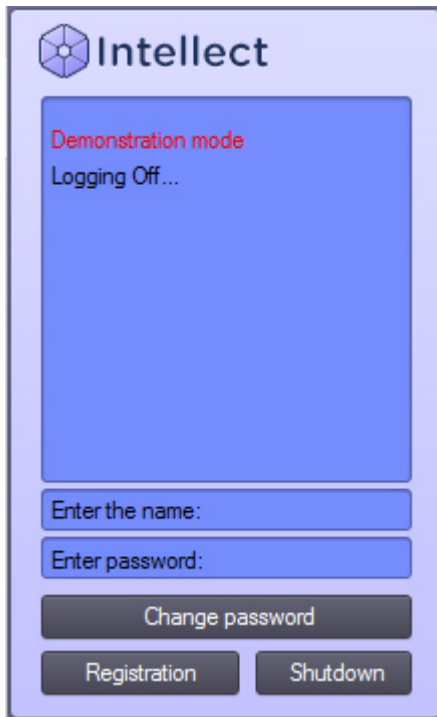 Intellect
Demonstration mode
Logging Off...
Enter the name:
Enter password:
Change password
Registration
Shutdown